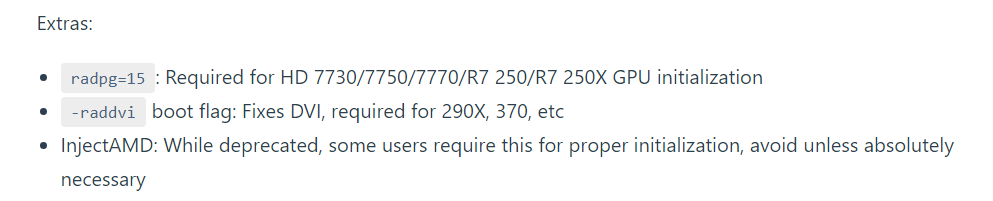 Extras:
radpg=15 : Required for HD 7730/7750/7770/R7 250/R7 250X GPU initialization
-raddvi boot flag: Fixes DVI, required for 290X, 370, etc
InjectAMD: While deprecated, some users require this for proper initialization, avoid unless absolutely
necessary